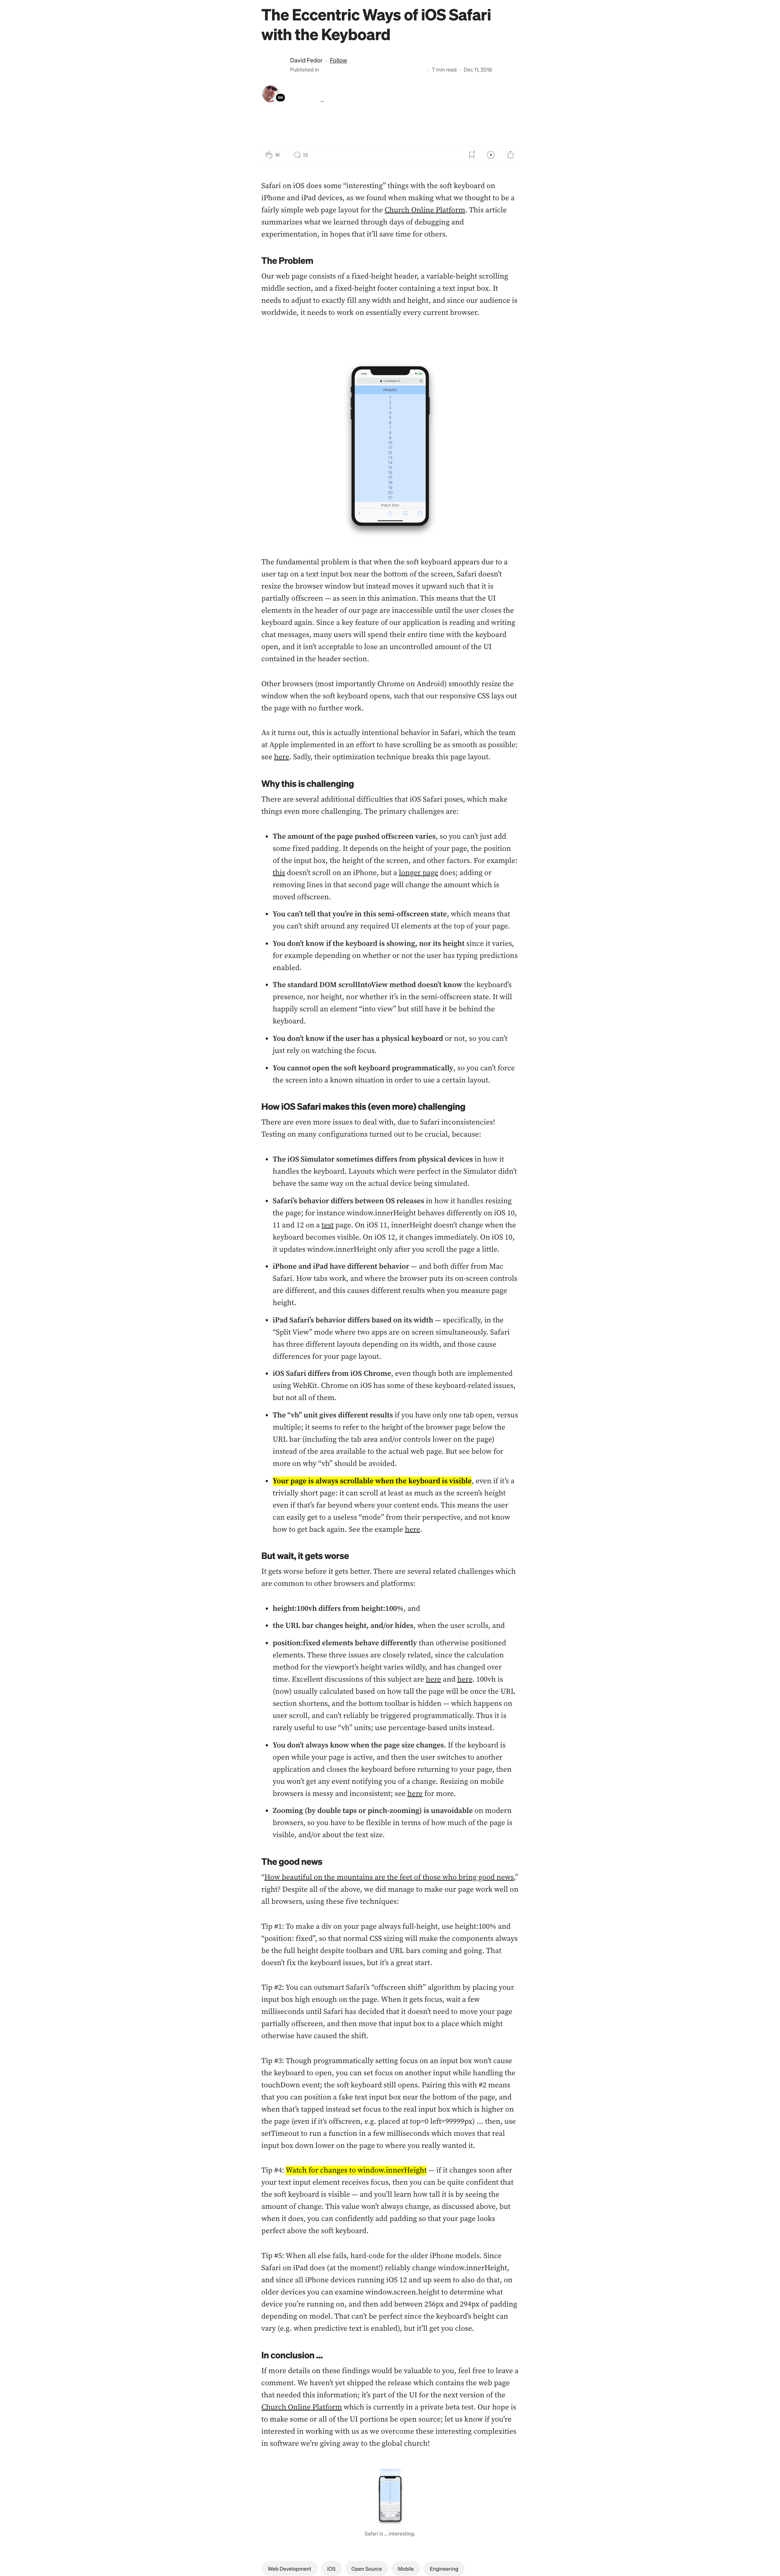 The Eccentric Ways of iOS Safari
with the Keyboard
David Fedor · Follow
Published in
· 7 min read · Dec 11, 2018
Safari on iOS does some “interesting” things with the soft keyboard on
iPhone and iPad devices, as we found when making what we thought to be a
fairly simple web page layout for the Church Online Platform. This article
summarizes what we learned through days of debugging and
experimentation, in hopes that it’ll save time for others.
The Problem
Our web page consists of a fixed-height header, a variable-height scrolling
middle section, and a fixed-height footer containing a text input box. It
needs to adjust to exactly fill any width and height, and since our audience is
worldwide, it needs to work on essentially every current browser.
Header
1
2
3
4
5
6
7
8
9
10
11
12
13
14
15
16
17
18
19
20
21
Input box
The fundamental problem is that when the soft keyboard appears due to a
user tap on a text input box near the bottom of the screen, Safari doesn’t
resize the browser window but instead moves it upward such that it is
partially offscreen — as seen in this animation. This means that the UI
elements in the header of our page are inaccessible until the user closes the
keyboard again. Since a key feature of our application is reading and writing
chat messages, many users will spend their entire time with the keyboard
open, and it isn’t acceptable to lose an uncontrolled amount of the UI
contained in the header section.
Other browsers (most importantly Chrome on Android) smoothly resize the
window when the soft keyboard opens, such that our responsive CSS lays out
the page with no further work.
As it turns out, this is actually intentional behavior in Safari, which the team
at Apple implemented in an effort to have scrolling be as smooth as possible:
see here. Sadly, their optimization technique breaks this page layout.
Why this is challenging
There are several additional difficulties that iOS Safari poses, which make
things even more challenging. The primary challenges are:
• The amount of the page pushed offscreen varies, so you can’t just add
some fixed padding. It depends on the height of your page, the position
of the input box, the height of the screen, and other factors. For example:
this doesn’t scroll on an iPhone, but a longer page does; adding or
removing lines in that second page will change the amount which is
moved offscreen.
• You can’t tell that you’re in this semi-offscreen state, which means that
you can’t shift around any required UI elements at the top of your page.
• You don’t know if the keyboard is showing, nor its height since it varies,
for example depending on whether or not the user has typing predictions
enabled.
• The standard DOM scrollIntoView method doesn’t know the keyboard’s
presence, nor height, nor whether it’s in the semi-offscreen state. It will
happily scroll an element “into view” but still have it be behind the
keyboard.
• You don’t know if the user has a physical keyboard or not, so you can’t
just rely on watching the focus.
• You cannot open the soft keyboard programmatically, so you can’t force
the screen into a known situation in order to use a certain layout.
How iOS Safari makes this (even more) challenging
There are even more issues to deal with, due to Safari inconsistencies!
Testing on many configurations turned out to be crucial, because:
• The iOS Simulator sometimes differs from physical devices in how it
handles the keyboard. Layouts which were perfect in the Simulator didn’t
behave the same way on the actual device being simulated.
• Safari’s behavior differs between OS releases in how it handles resizing
the page; for instance window.innerHeight behaves differently on iOS 10,
11 and 12 on a test page. On iOS 11, innerHeight doesn’t change when the
keyboard becomes visible. On iOS 12, it changes immediately. On iOS 10,
it updates window.innerHeight only after you scroll the page a little.
• iPhone and iPad have different behavior — and both differ from Mac
Safari. How tabs work, and where the browser puts its on-screen controls
are different, and this causes different results when you measure page
height.
• iPad Safari’s behavior differs based on its width — specifically, in the
“Split View” mode where two apps are on screen simultaneously. Safari
has three different layouts depending on its width, and those cause
differences for your page layout.
• iOS Safari differs from iOS Chrome, even though both are implemented
using WebKit. Chrome on iOS has some of these keyboard-related issues,
but not all of them.
• The “vh” unit gives different results if you have only one tab open, versus
multiple; it seems to refer to the height of the browser page below the
URL bar (including the tab area and/or controls lower on the page)
instead of the area available to the actual web page. But see below for
more on why “vh” should be avoided.
• Your page is always scrollable when the keyboard is visible, even if it’s a
trivially short page: it can scroll at least as much as the screen’s height
even if that’s far beyond where your content ends. This means the user
can easily get to a useless “mode” from their perspective, and not know
how to get back again. See the example here.
But wait, it gets worse
It gets worse before it gets better. There are several related challenges which
are common to other browsers and platforms:
• height:100vh differs from height:100%, and
• the URL bar changes height, and/or hides, when the user scrolls, and
• position:fixed elements behave differently than otherwise positioned
elements. These three issues are closely related, since the calculation
method for the viewport’s height varies wildly, and has changed over
time. Excellent discussions of this subject are here and here. 100vh is
(now) usually calculated based on how tall the page will be once the URL
section shortens, and the bottom toolbar is hidden — which happens on
user scroll, and can’t reliably be triggered programmatically. Thus it is
rarely useful to use “vh” units; use percentage-based units instead.
• You don’t always know when the page size changes. If the keyboard is
open while your page is active, and then the user switches to another
application and closes the keyboard before returning to your page, then
you won’t get any event notifying you of a change. Resizing on mobile
browsers is messy and inconsistent; see here for more.
• Zooming (by double taps or pinch-zooming) is unavoidable on modern
browsers, so you have to be flexible in terms of how much of the page is
visible, and/or about the text size.
The good news
“How beautiful on the mountains are the feet of those who bring good news,”
right? Despite all of the above, we did manage to make our page work well on
all browsers, using these five techniques:
Tip #1: To make a div on your page always full-height, use height:100% and
“position: fixed”, so that normal CSS sizing will make the components always
be the full height despite toolbars and URL bars coming and going. That
doesn’t fix the keyboard issues, but it’s a great start.
Tip #2: You can outsmart Safari’s “offscreen shift” algorithm by placing your
input box high enough on the page. When it gets focus, wait a few
milliseconds until Safari has decided that it doesn’t need to move your page
partially offscreen, and then move that input box to a place which might
otherwise have caused the shift.
Tip #3: Though programmatically setting focus on an input box won’t cause
the keyboard to open, you can set focus on another input while handling the
touchDown event; the soft keyboard still opens. Pairing this with #2 means
that you can position a fake text input box near the bottom of the page, and
when that’s tapped instead set focus to the real input box which is higher on
the page (even if it’s offscreen, e.g. placed at top=0 left=99999px) … then, use
setTimeout to run a function in a few milliseconds which moves that real
input box down lower on the page to where you really wanted it.
Tip #4: Watch for changes to window.innerHeight — if it changes soon after
your text input element receives focus, then you can be quite confident that
the soft keyboard is visible — and you’ll learn how tall it is by seeing the
amount of change. This value won’t always change, as discussed above, but
when it does, you can confidently add padding so that your page looks
perfect above the soft keyboard.
Tip #5: When all else fails, hard-code for the older iPhone models. Since
Safari on iPad does (at the moment!) reliably change window.innerHeight,
and since all iPhone devices running iOS 12 and up seem to also do that, on
older devices you can examine window.screen.height to determine what
device you’re running on, and then add between 256px and 294px of padding
depending on model. That can’t be perfect since the keyboard’s height can
vary (e.g. when predictive text is enabled), but it’ll get you close.
In conclusion …
If more details on these findings would be valuable to you, feel free to leave a
comment. We haven’t yet shipped the release which contains the web page
that needed this information; it’s part of the UI for the next version of the
Church Online Platform which is currently in a private beta test. Our hope is
to make some or all of the UI portions be open source; let us know if you’re
interested in working with us as we overcome these interesting complexities
in software we’re giving away to the global church!
Safari is … interesting.
Web Development
IOS
Open Source
Mobile
Engineering